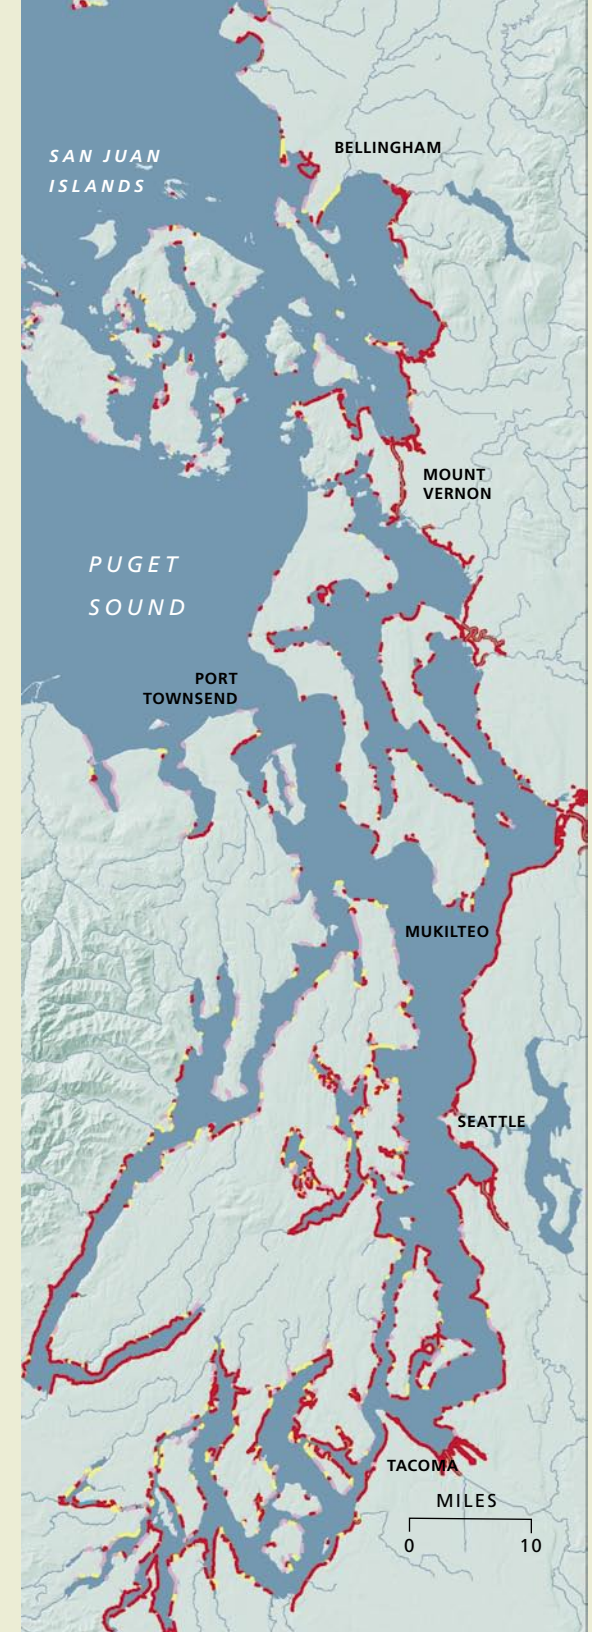 BELLINGHAM
SAN JUAN
ISLANDS
MOUNT
VERNON
PUGET
SOUND
PORT
TOWNSEND
MUKILTEO
SEATTLE
TACOMA
MILES
0 10